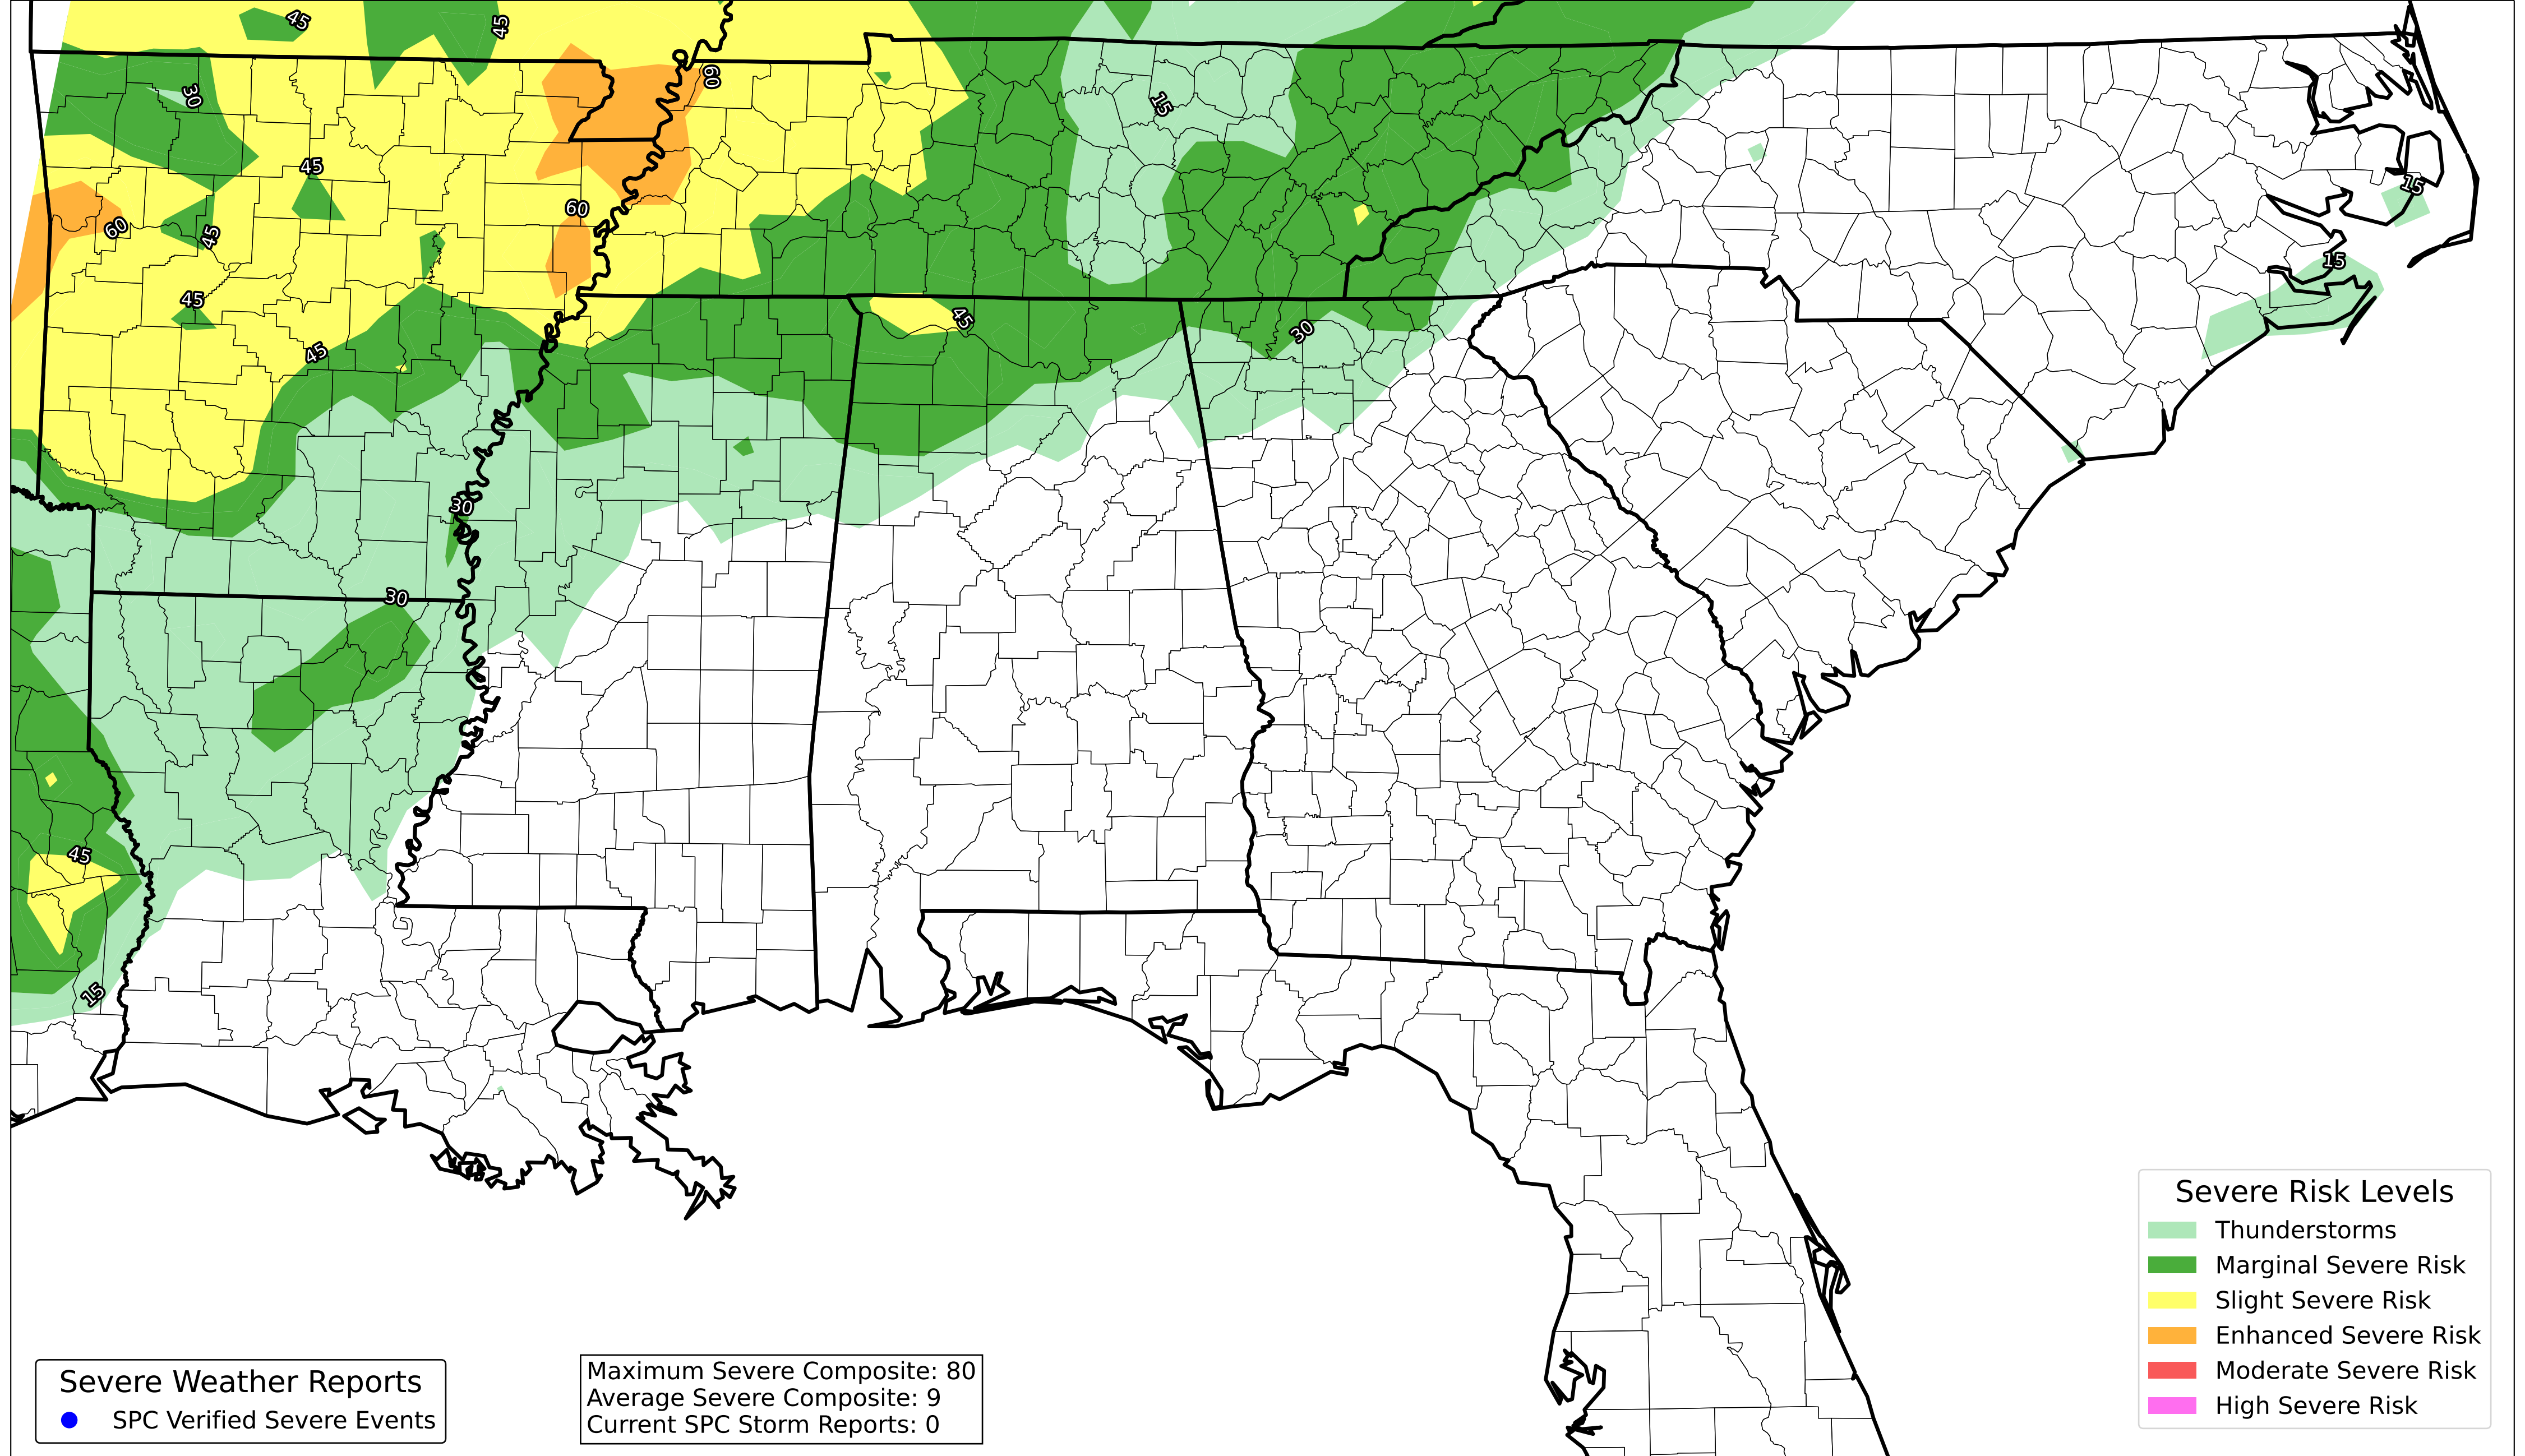 45
45
60
30
15
45
15
60
60
45
15
45
45
30
45
30
30
45
15
Severe Risk Levels
Thunderstorms
Marginal Severe Risk
Slight Severe Risk
Enhanced Severe Risk
Moderate Severe Risk
High Severe Risk
Severe Weather Reports
SPC Verified Severe Events
Maximum Severe Composite: 80
Average Severe Composite: 9
Current SPC Storm Reports: 0